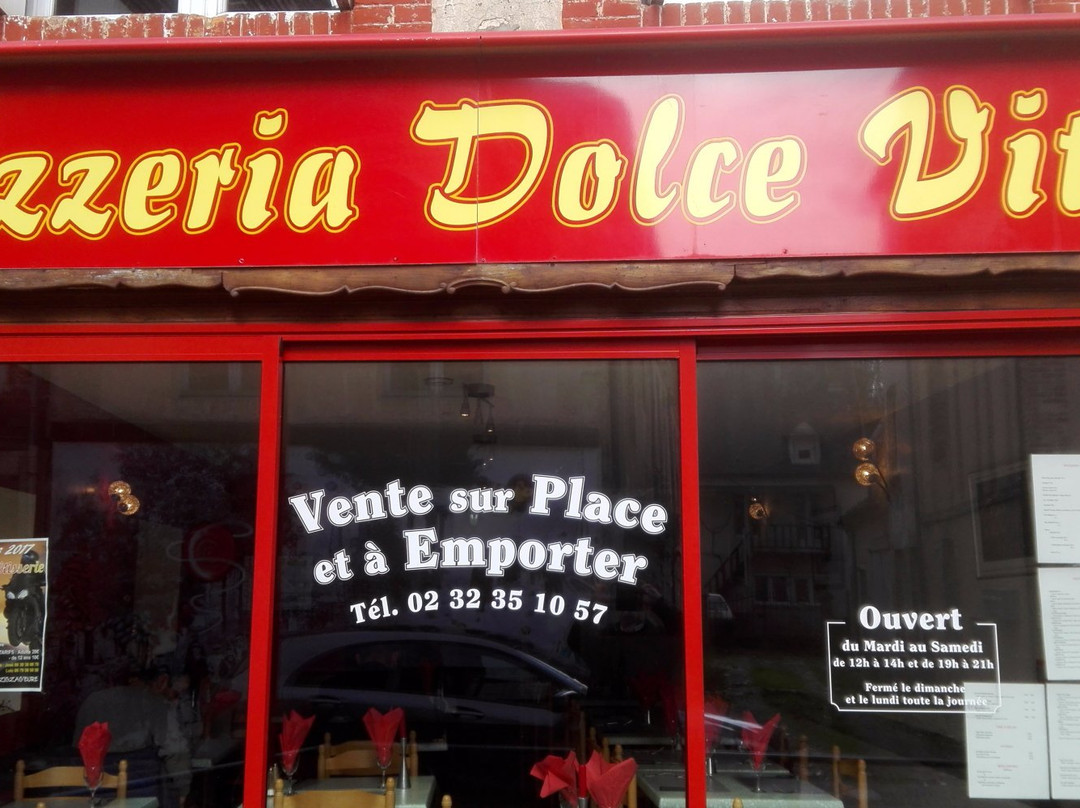 zzeria Dolce Vit
Vente sur Place
et à Emporter
Tél. 02 32 35 10 57
Ouvert
du Mardi au Samedi
de 12h à 14h et de 19h à 21h
Fermé le dimanche
et le lundi toute la journée
2017